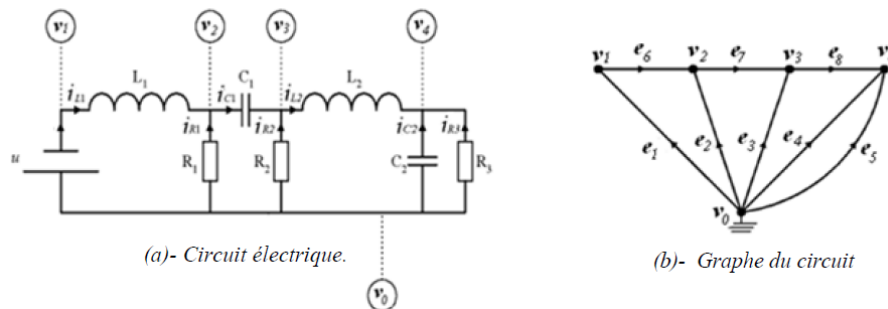 v1 v2 v3 v4
L1 C1 L2
iL1 iR1 iC1 iR2 iL2 iC2 iR3
u R1 R2 C2 R3
(a)- Circuit électrique.
v0
v1 e6 v2 e7 v3 e8
e1 e2 e3 e4 e5
v0
(b)- Graphe du circuit